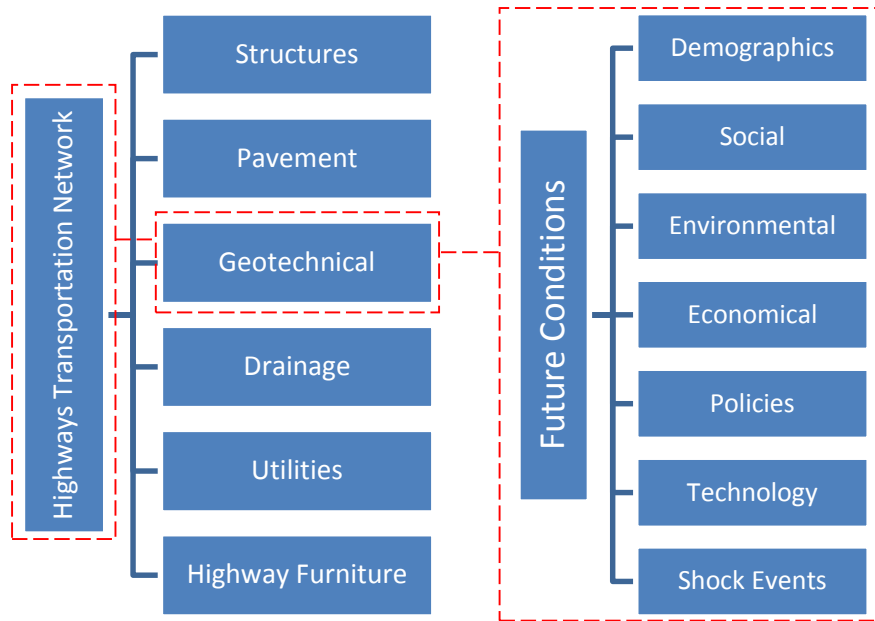 Highways Transportation Network
Structures
Pavement
Geotechnical
Drainage
Utilities
Highway Furniture
Future Conditions
Demographics
Social
Environmental
Economical
Policies
Technology
Shock Events